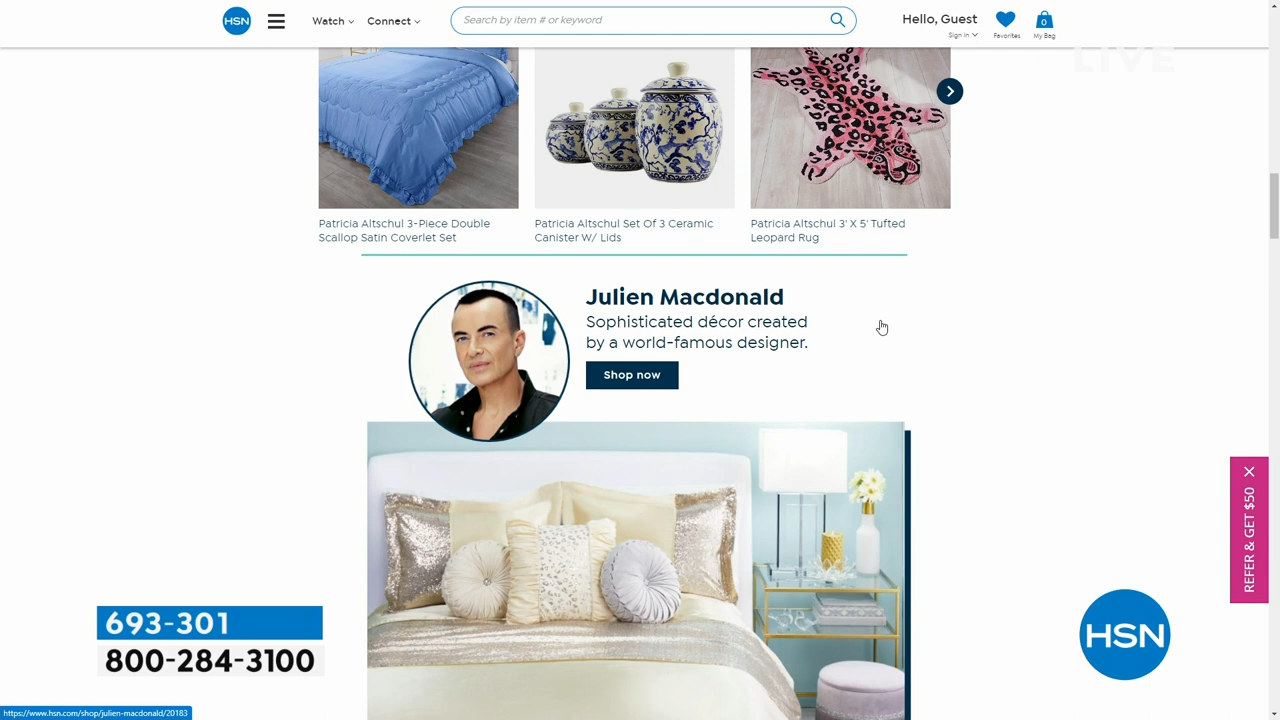 HSN
Watch
Connect
Search by item # or keyword
Hello, Guest
Sign In
Favorites
0
My Bag
LIVE
Patricia Altschul 3-Piece Double
Scallop Satin Coverlet Set
Patricia Altschul Set Of 3 Ceramic
Canister W/ Lids
Patricia Altschul 3' X 5' Tufted
Leopard Rug
Julien Macdonald
Sophisticated décor created
by a world-famous designer.
Shop now
REFER & GET $50
693-301
800-284-3100
HSN
https://www.hsn.com/shop/julien-macdonald/20183